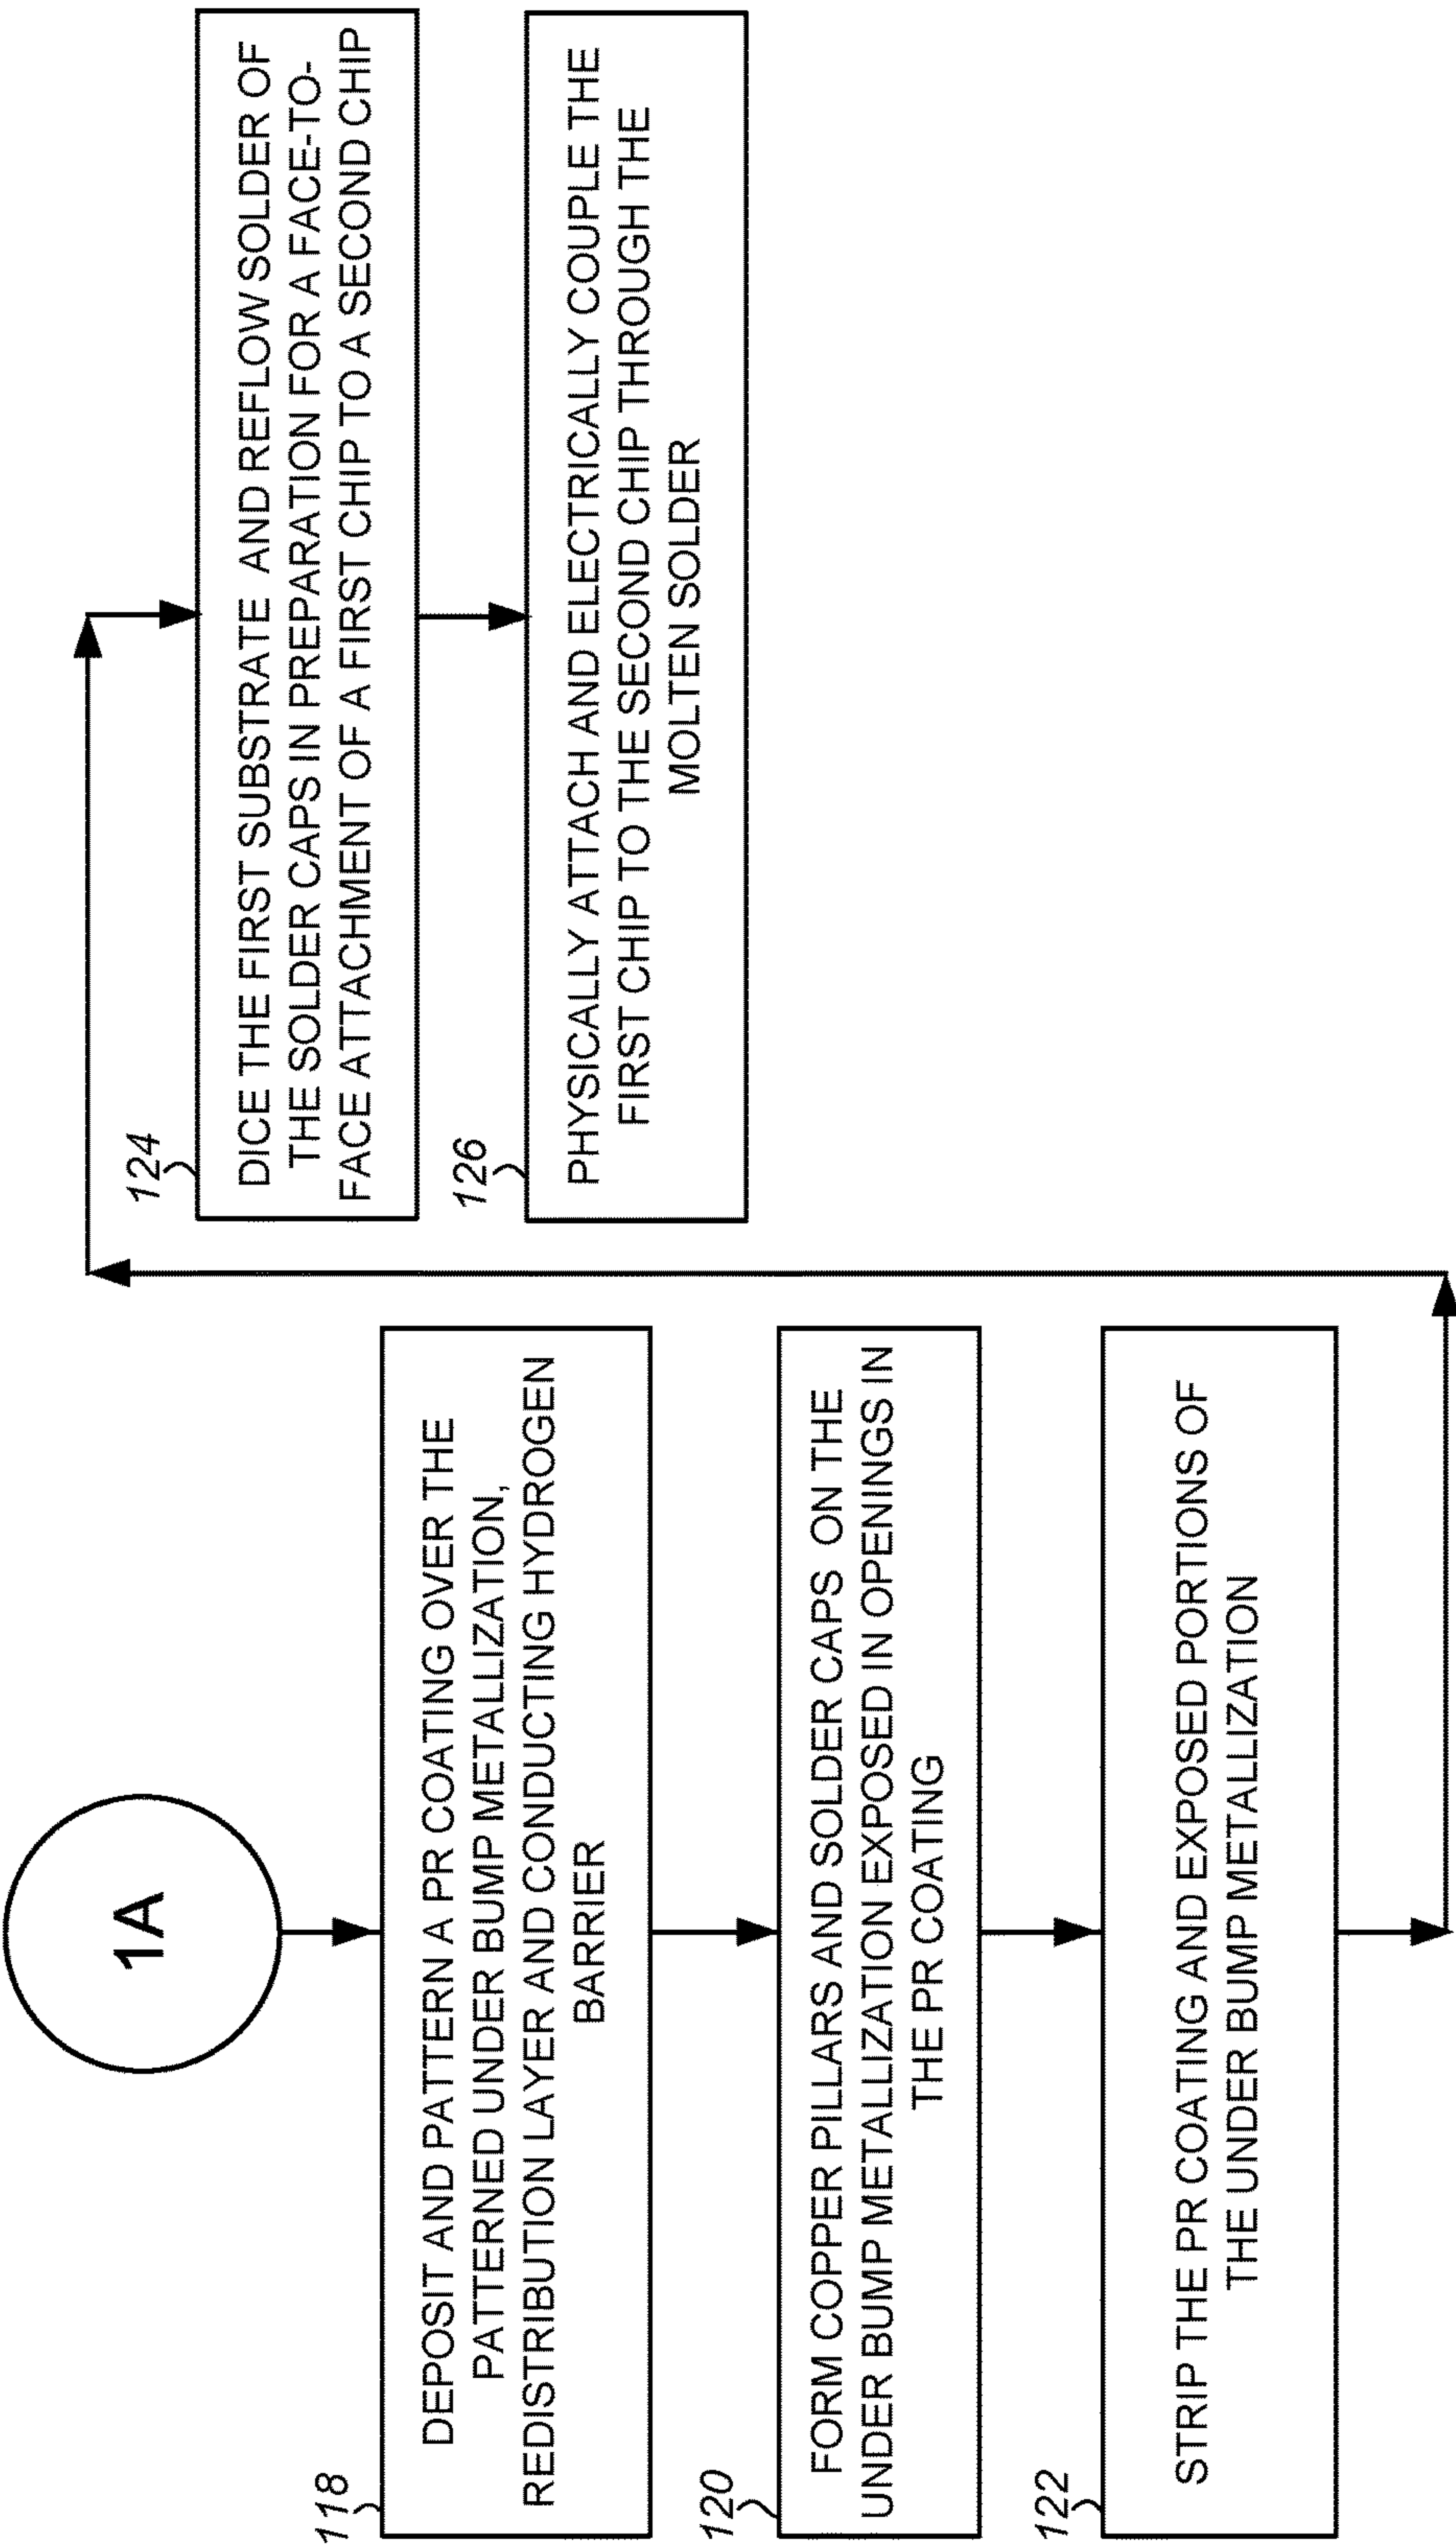 1A
118
DEPOSIT AND PATTERN A PR COATING OVER THE
PATTERNED UNDER BUMP METALLIZATION,
REDISTRIBUTION LAYER AND CONDUCTING HYDROGEN
BARRIER
120
FORM COPPER PILLARS AND SOLDER CAPS ON THE
UNDER BUMP METALLIZATION EXPOSED IN OPENINGS IN
THE PR COATING
122
STRIP THE PR COATING AND EXPOSED PORTIONS OF
THE UNDER BUMP METALLIZATION
124
DICE THE FIRST SUBSTRATE AND REFLOW SOLDER OF
THE SOLDER CAPS IN PREPARATION FOR A FACE-TO-
FACE ATTACHMENT OF A FIRST CHIP TO A SECOND CHIP
126
PHYSICALLY ATTACH AND ELECTRICALLY COUPLE THE
FIRST CHIP TO THE SECOND CHIP THROUGH THE
MOLTEN SOLDER